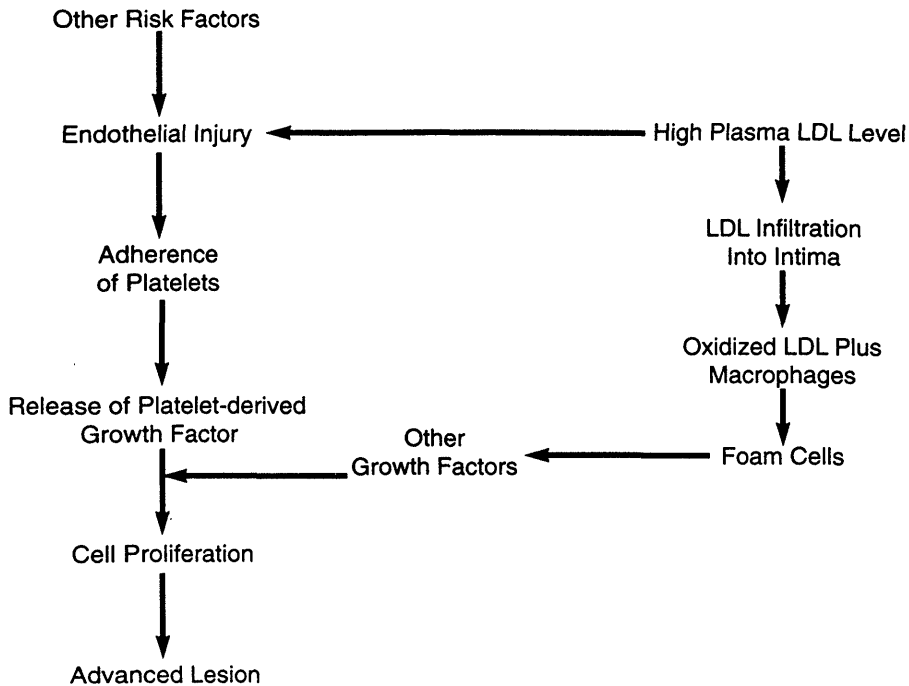 Other Risk Factors
Endothelial Injury
High Plasma LDL Level
LDL Infiltration
Into Intima
Adherence
of Platelets
Oxidized LDL Plus
Macrophages
Release of Platelet-derived
Growth Factor
Other
Growth Factors
Foam Cells
Cell Proliferation
Advanced Lesion